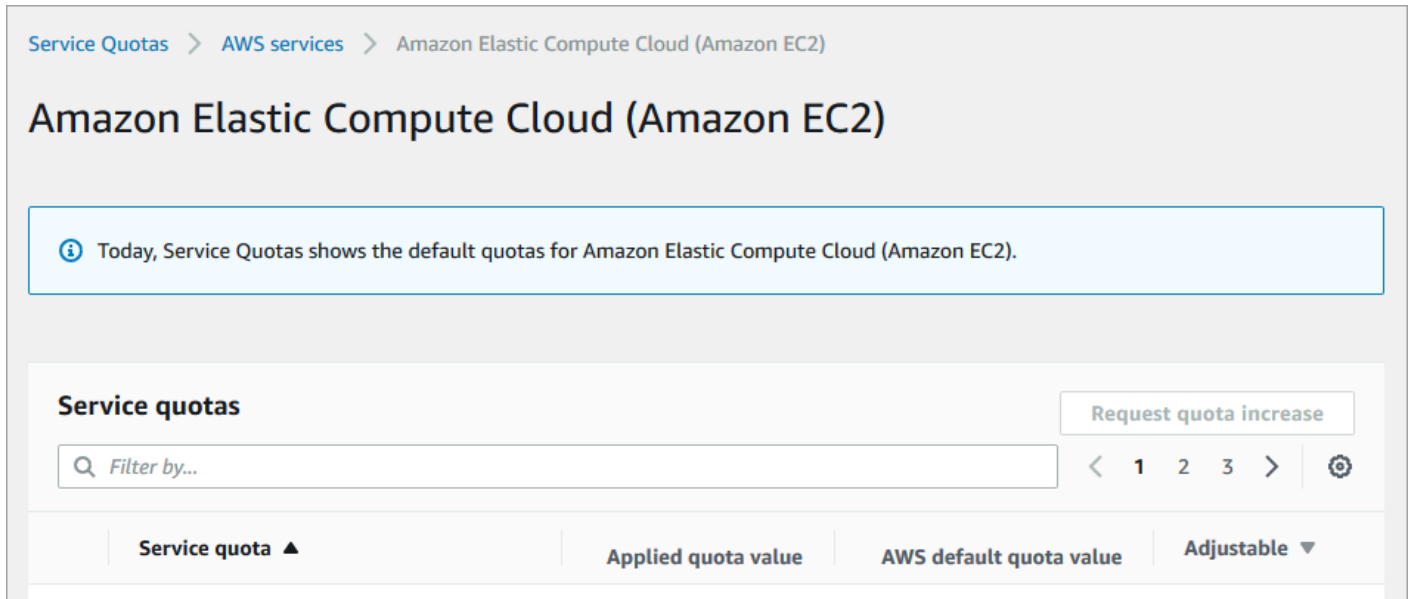 Service Quotas > AWS services > Amazon Elastic Compute Cloud (Amazon EC2)
Amazon Elastic Compute Cloud (Amazon EC2)
Today, Service Quotas shows the default quotas for Amazon Elastic Compute Cloud (Amazon EC2).
Service quotas
Request quota increase
Filter by...
< 1 2 3 >
Service quota ▲ Applied quota value AWS default quota value Adjustable ▼